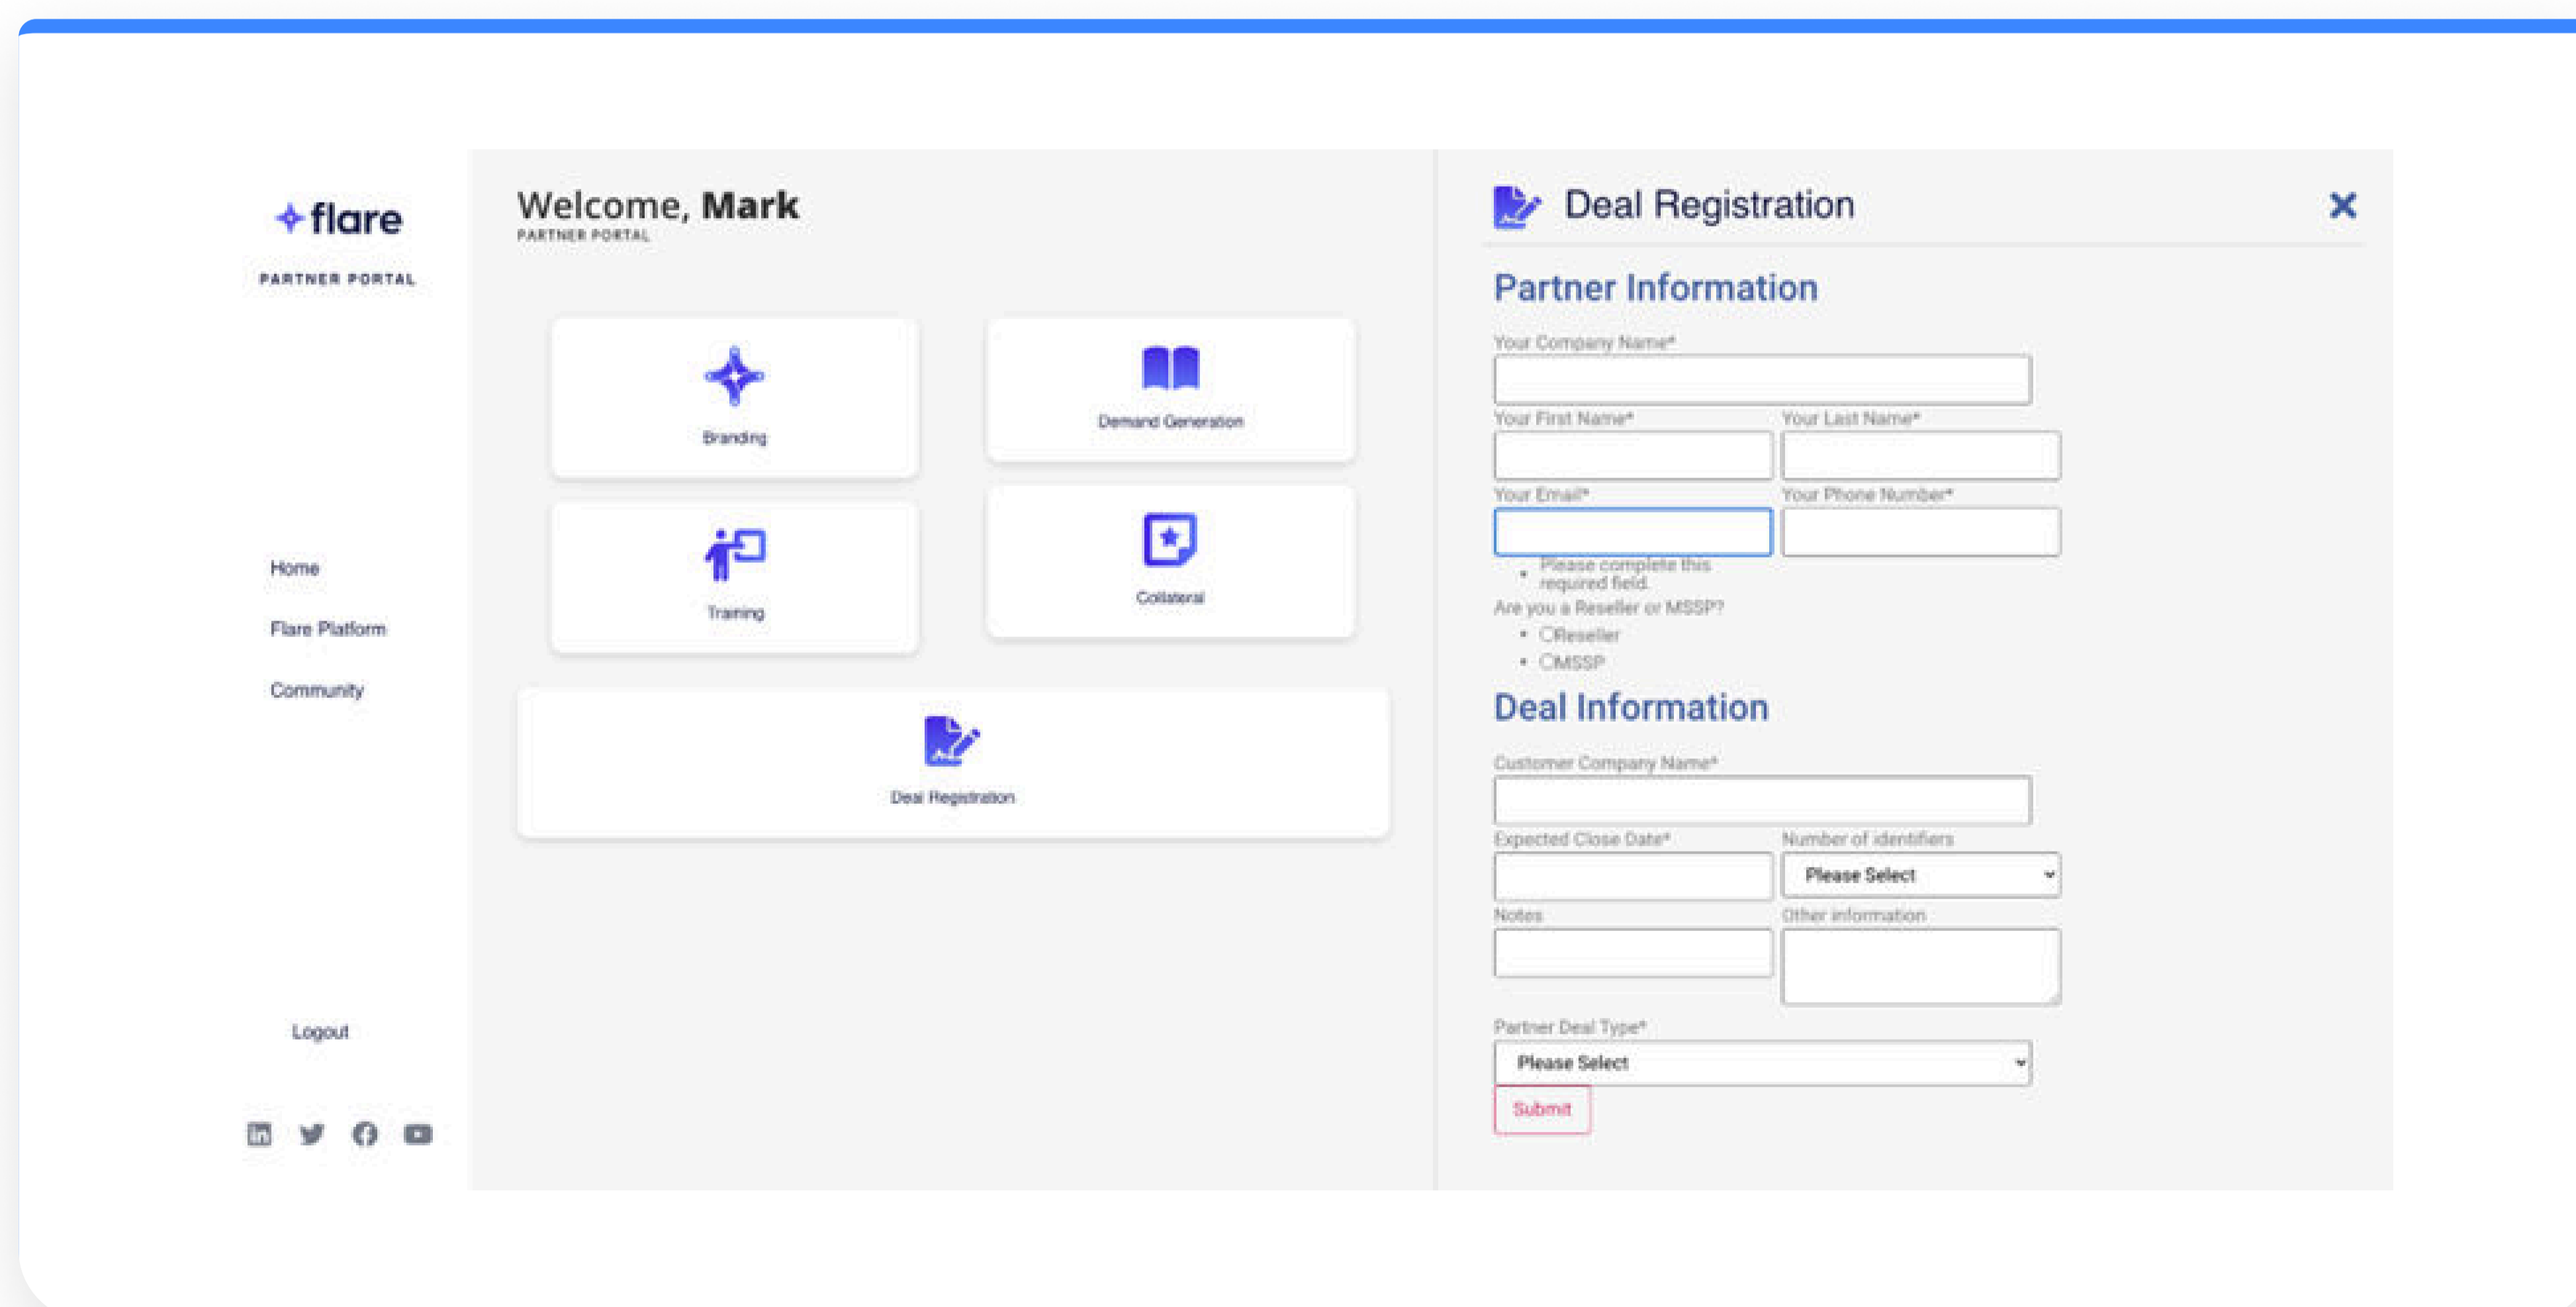 flare
PARTNER PORTAL
Home
Flare Platform
Community
Logout
Welcome, Mark
PARTNER PORTAL
Branding
Demand Generation
Training
Collateral
Deal Registration
Deal Registration
Partner Information
Your Company Name*
Your First Name* Your Last Name*
Your Email* Your Phone Number*
Please complete this
required field.
Are you a Reseller or MSSP?
Reseller
MSSP
Deal Information
Customer Company Name*
Expected Close Date* Number of identifiers
Please Select
Notes Other information
Partner Deal Type*
Please Select
Submit